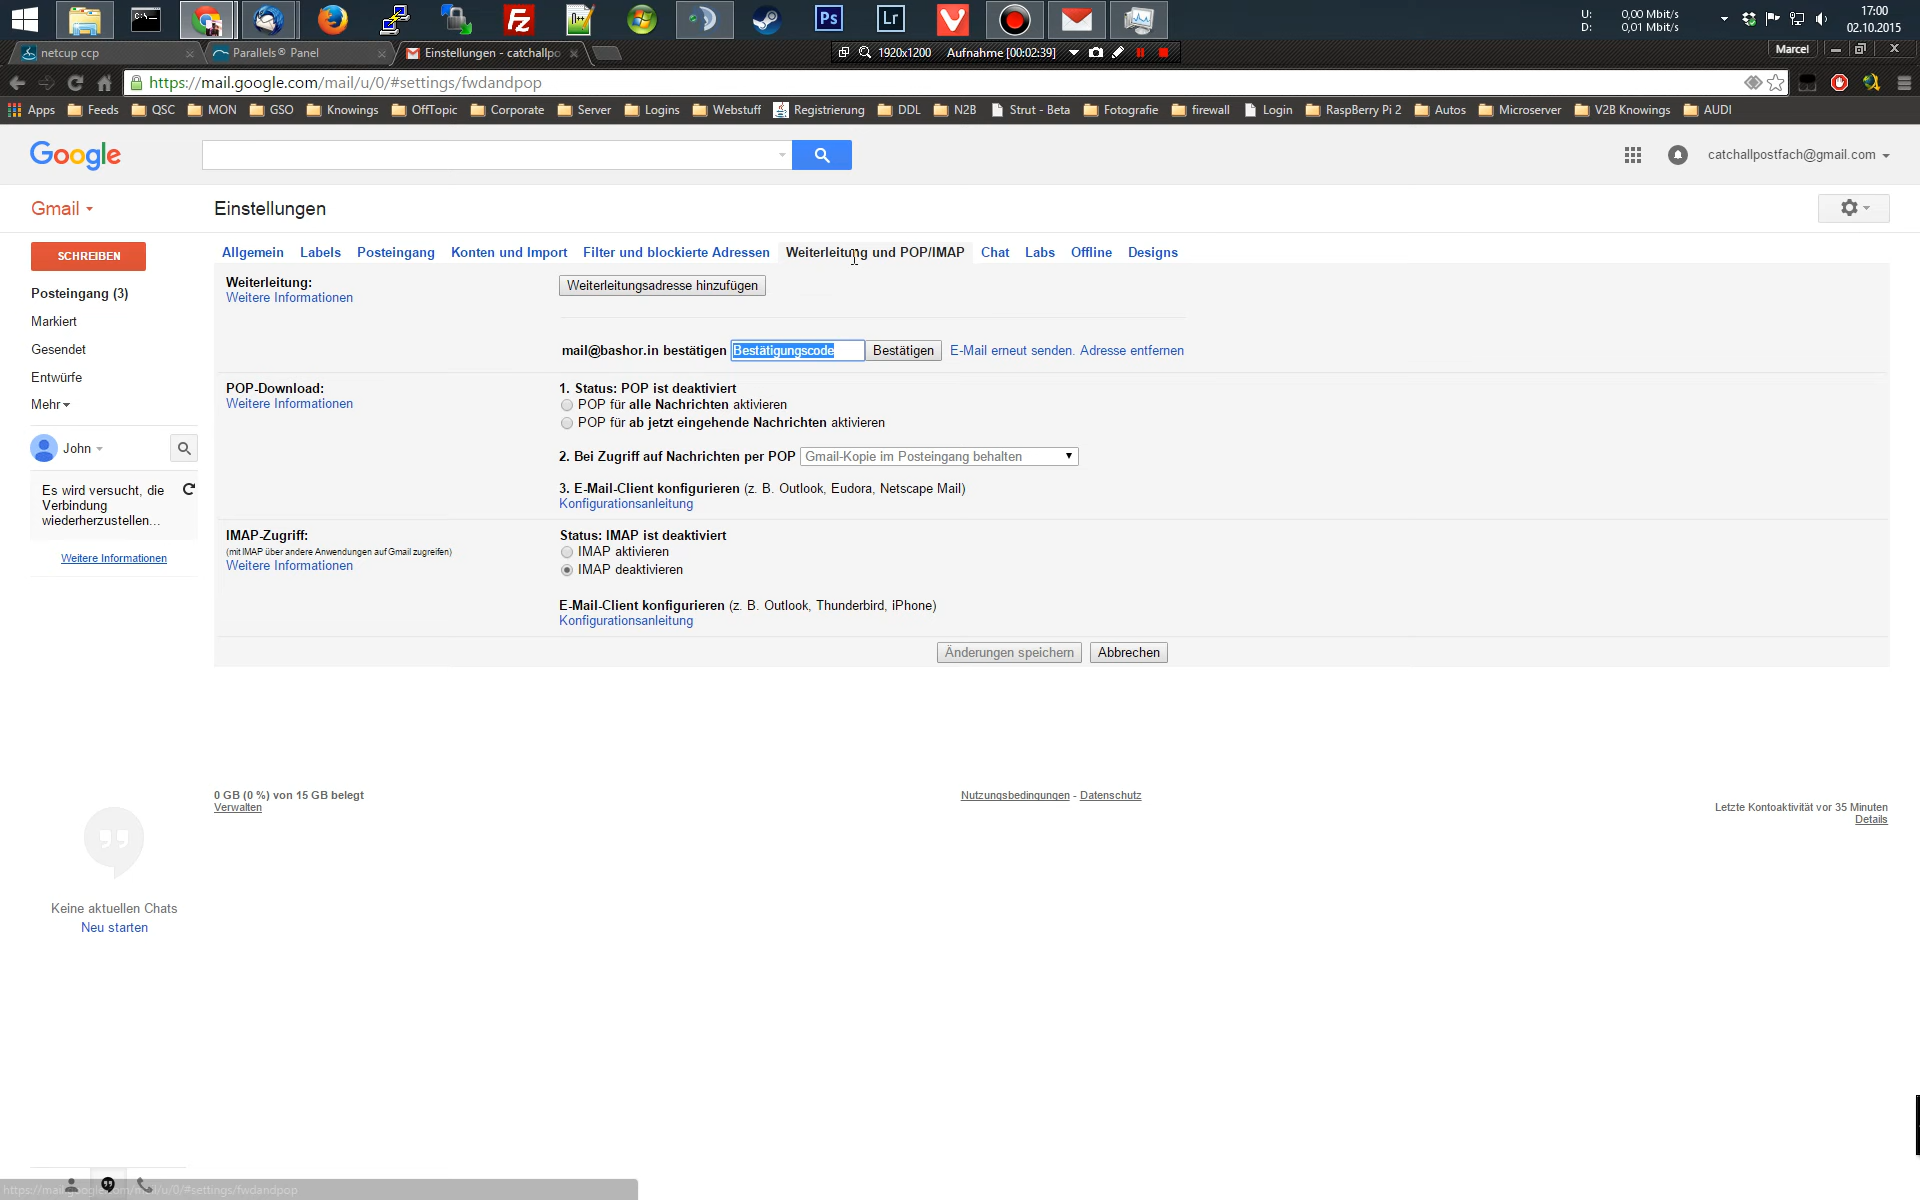 C:\_
Ps
Lr
U: 0,00 Mbit/s
D: 0,01 Mbit/s
17:00
02.10.2015
netcup ccp
Parallels® Panel
Einstellungen - catchallpo
1920x1200 Aufnahme [00:02:39]
Marcel
https://mail.google.com/mail/u/0/#settings/fwdandpop
Apps Feeds QSC MON GSO Knowings OffTopic Corporate Server Logins Webstuff Registrierung DDL N2B Strut - Beta Fotografie firewall Login RaspBerry Pi 2 Autos Microserver V2B Knowings AUDI
Google
catchallpostfach@gmail.com
Gmail
Einstellungen
Allgemein Labels Posteingang Konten und Import Filter und blockierte Adressen Weiterleitung und POP/IMAP Chat Labs Offline Designs
SCHREIBEN
Posteingang (3)
Markiert
Gesendet
Entwürfe
Mehr
John
Es wird versucht, die
Verbindung
wiederherzustellen...
Weitere Informationen
Weiterleitung:
Weitere Informationen
Weiterleitungsadresse hinzufügen
mail@bashor.in bestätigen Bestätigungscode Bestätigen E-Mail erneut senden. Adresse entfernen
POP-Download:
Weitere Informationen
1. Status: POP ist deaktiviert
POP für alle Nachrichten aktivieren
POP für ab jetzt eingehende Nachrichten aktivieren
2. Bei Zugriff auf Nachrichten per POP Gmail-Kopie im Posteingang behalten
3. E-Mail-Client konfigurieren (z. B. Outlook, Eudora, Netscape Mail)
Konfigurationsanleitung
IMAP-Zugriff:
(mit IMAP über andere Anwendungen auf Gmail zugreifen)
Weitere Informationen
Status: IMAP ist deaktiviert
IMAP aktivieren
IMAP deaktivieren
E-Mail-Client konfigurieren (z. B. Outlook, Thunderbird, iPhone)
Konfigurationsanleitung
Änderungen speichern Abbrechen
0 GB (0 %) von 15 GB belegt
Verwalten
Nutzungsbedingungen - Datenschutz
Letzte Kontoaktivität vor 35 Minuten
Details
Keine aktuellen Chats
Neu starten
https://mail.google.com/mail/u/0/#settings/fwdandpop